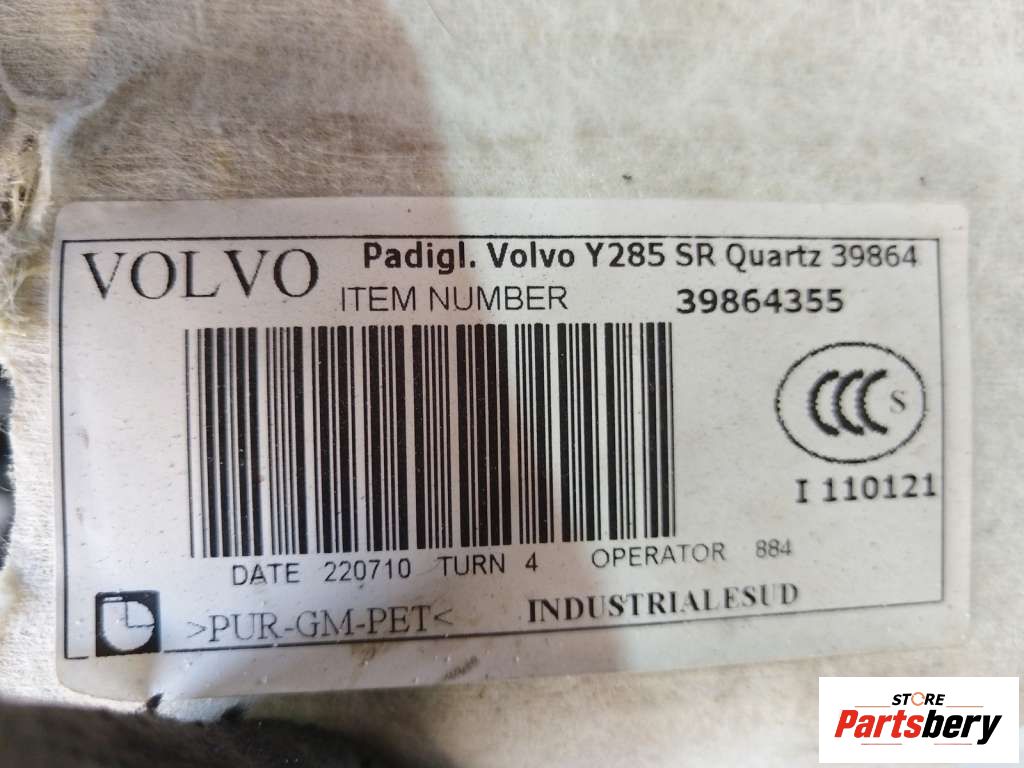 VOLVO
Padigl. Volvo Y285 SR Quartz 39864
ITEM NUMBER 39864355
CCC S
I 110121
DATE 220710 TURN 4 OPERATOR 884
>PUR-GM-PET< INDUSTRIALESUD
STORE
Partsbery